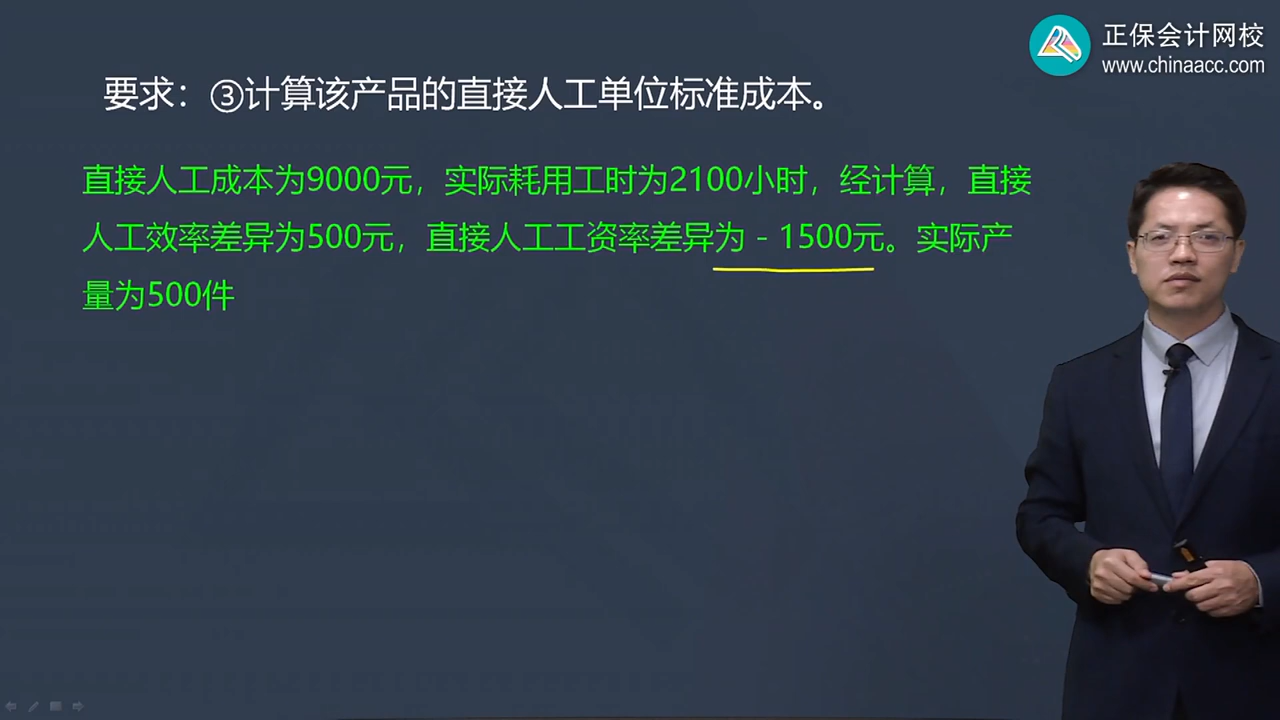 正保会计网校
www.chinaacc.com
要求：③计算该产品的直接人工单位标准成本。
直接人工成本为9000元，实际耗用工时为2100小时，经计算，直接
人工效率差异为500元，直接人工工资率差异为－1500元。实际产
量为500件